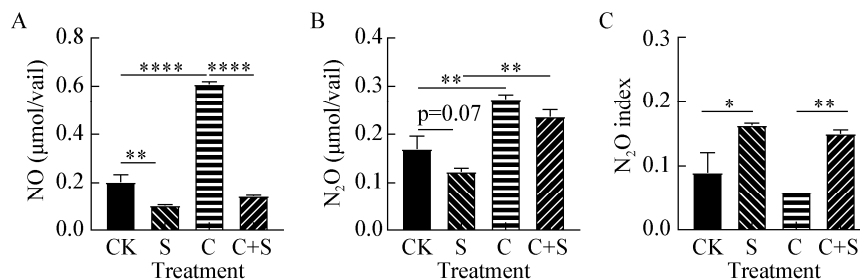 A
NO (μmol/vail)
0.8
0.6
0.4
0.2
0.0
**** ****
**
CK S C C+S
Treatment
B
N₂O (μmol/vail)
0.4
0.3
0.2
0.1
0.0
**
**
p=0.07
CK S C C+S
Treatment
C
N₂O index
0.3
0.2
0.1
0.0
* **
CK S C C+S
Treatment